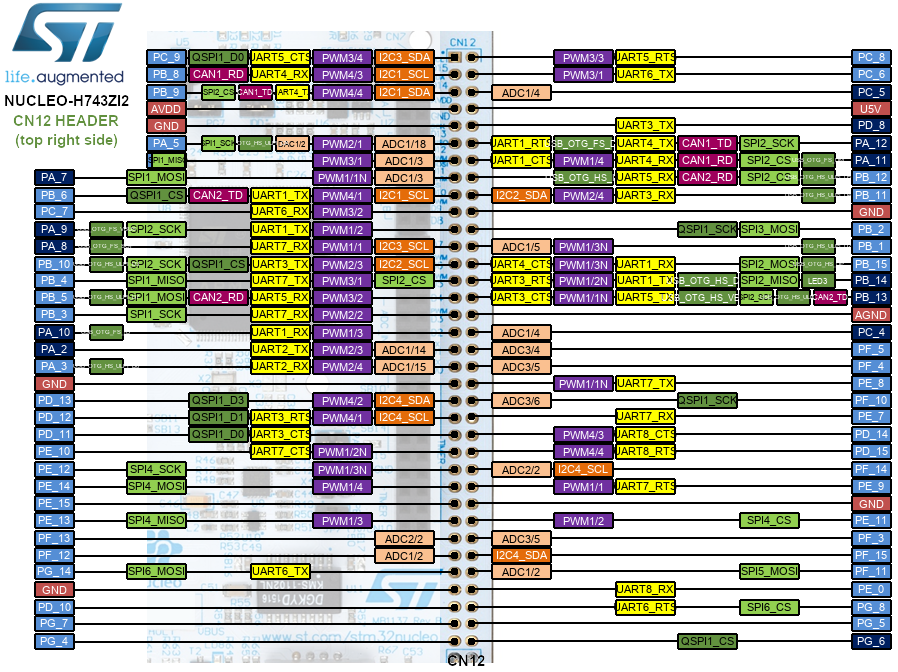 life.augmented
NUCLEO-H743ZI2
CN12 HEADER
(top right side)
CN12
PC_9 QSPI1_D0 UART5_CTS PWM3/4 I2C3_SDA PWM3/3 UART5_RTS PC_8
PB_8 CAN1_RD UART4_RX PWM4/3 I2C1_SCL PWM3/1 UART6_TX PC_6
PB_9 SPI2_CS CAN1_TD PWM4/4 I2C1_SDA ADC1/4 PC_5
AVDD U5V
GND UART3_TX PD_8
PA_5 SPI1_SCK DAC1/2 PWM2/1 ADC1/18 UART1_RTS UART4_TX CAN1_TD SPI2_SCK PA_12
SPI1_MISO PWM3/1 ADC1/3 UART1_CTS PWM1/4 UART4_RX CAN1_RD SPI2_CS PA_11
PA_7 SPI1_MOSI PWM1/1N ADC1/3 UART5_RX CAN2_RD SPI2_CS PB_12
PB_6 QSPI1_CS CAN2_TD UART1_TX PWM4/1 I2C1_SCL I2C2_SDA PWM2/4 UART3_RX PB_11
PC_7 UART6_RX PWM3/2 GND
PA_9 SPI2_SCK UART1_TX PWM1/2 QSPI1_SCK SPI3_MOSI PB_2
PA_8 UART7_RX PWM1/1 I2C3_SCL ADC1/5 PWM1/3N PB_1
PB_10 SPI2_SCK QSPI1_CS UART3_TX PWM2/3 I2C2_SCL UART4_CTS PWM1/3N UART1_RX SPI2_MOSI PB_15
PB_4 SPI1_MISO UART7_TX PWM3/1 SPI2_CS UART3_RTS PWM1/2N UART1_TX SPI2_MISO LED3 PB_14
PB_5 SPI1_MOSI CAN2_RD UART5_RX PWM3/2 UART3_CTS PWM1/1N UART5_TX CAN2_TD PB_13
PB_3 SPI1_SCK UART7_RX PWM2/2 AGND
PA_10 UART1_RX PWM1/3 ADC1/4 PC_4
PA_2 UART2_TX PWM2/3 ADC1/14 ADC3/4 PF_5
PA_3 UART2_RX PWM2/4 ADC1/15 ADC3/5 PF_4
GND PWM1/1N UART7_TX PE_8
PD_13 QSPI1_D3 PWM4/2 I2C4_SDA ADC3/6 QSPI1_SCK PF_10
PD_12 QSPI1_D1 UART3_RTS PWM4/1 I2C4_SCL UART7_RX PE_7
PD_11 QSPI1_D0 UART3_CTS PWM4/3 UART8_CTS PD_14
PE_10 UART7_CTS PWM1/2N PWM4/4 UART8_RTS PD_15
PE_12 SPI4_SCK PWM1/3N ADC2/2 I2C4_SCL PF_14
PE_14 SPI4_MOSI PWM1/4 PWM1/1 UART7_RTS PE_9
PE_15 GND
PE_13 SPI4_MISO PWM1/3 PWM1/2 SPI4_CS PE_11
PF_13 ADC2/2 ADC3/5 PF_3
PF_12 ADC1/2 I2C4_SDA PF_15
PG_14 SPI6_MOSI UART6_TX ADC1/2 SPI5_MOSI PF_11
GND UART8_RX PE_0
PD_10 UART6_RTS SPI6_CS PG_8
PG_7 PG_5
PG_4 QSPI1_CS PG_6
www.st.com/stm32nucleo
CN12